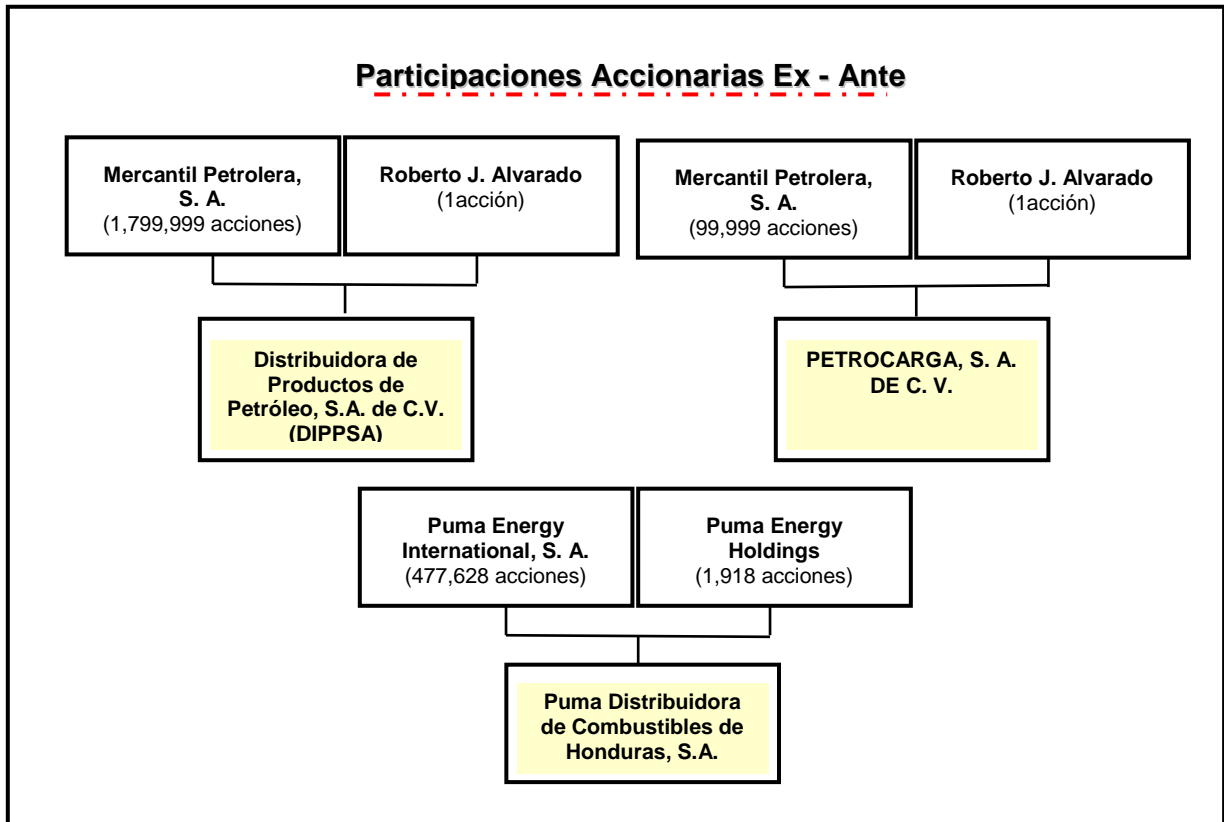 Participaciones Accionarias Ex - Ante
Mercantil Petrolera,
S. A.
(1,799,999 acciones)
Roberto J. Alvarado
(1acción)
Mercantil Petrolera,
S. A.
(99,999 acciones)
Roberto J. Alvarado
(1acción)
Distribuidora de
Productos de
Petróleo, S.A. de C.V.
(DIPPSA)
PETROCARGA, S. A.
DE C. V.
Puma Energy
International, S. A.
(477,628 acciones)
Puma Energy
Holdings
(1,918 acciones)
Puma Distribuidora
de Combustibles de
Honduras, S.A.